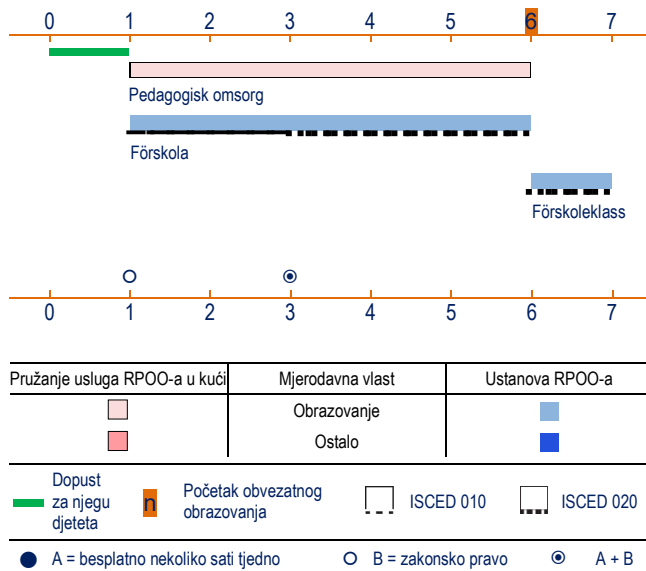 0 1 2 3 4 5 6 7
Pedagogisk omsorg
Förskola
Förskoleklass
0 1 2 3 4 5 6 7
Pružanje usluga RPOO-a u kući Mjerodavna vlast Ustanova RPOO-a
Obrazovanje
Ostalo
Dopust
za njegu
djeteta
n
Početak obvezatnog
obrazovanja
ISCED 010
ISCED 020
A = besplatno nekoliko sati tjedno B = zakonsko pravo A + B